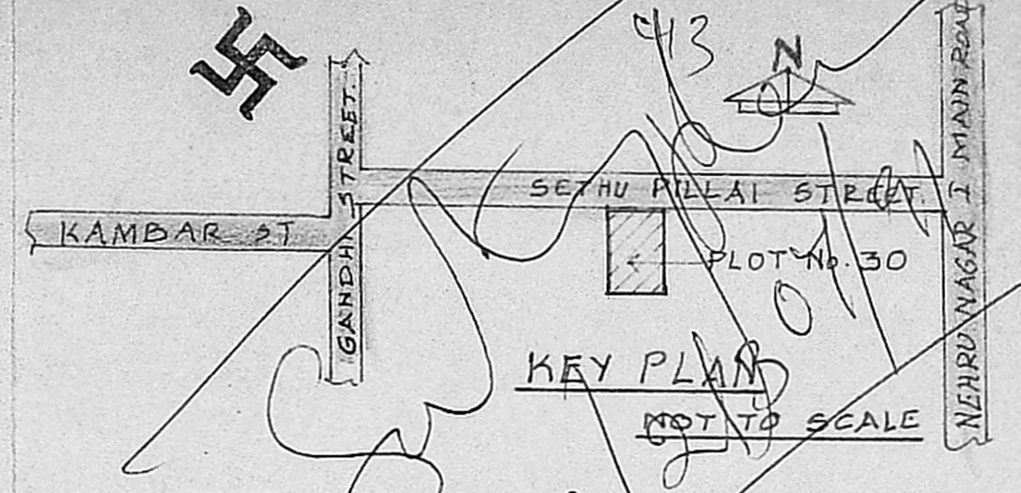 N
GANDHI STREET.
SETHU PILLAI STREET.
KAMBAR ST
PLOT No. 30
NEHRU NAGAR I MAIN ROAD
KEY PLAN
NOT TO SCALE